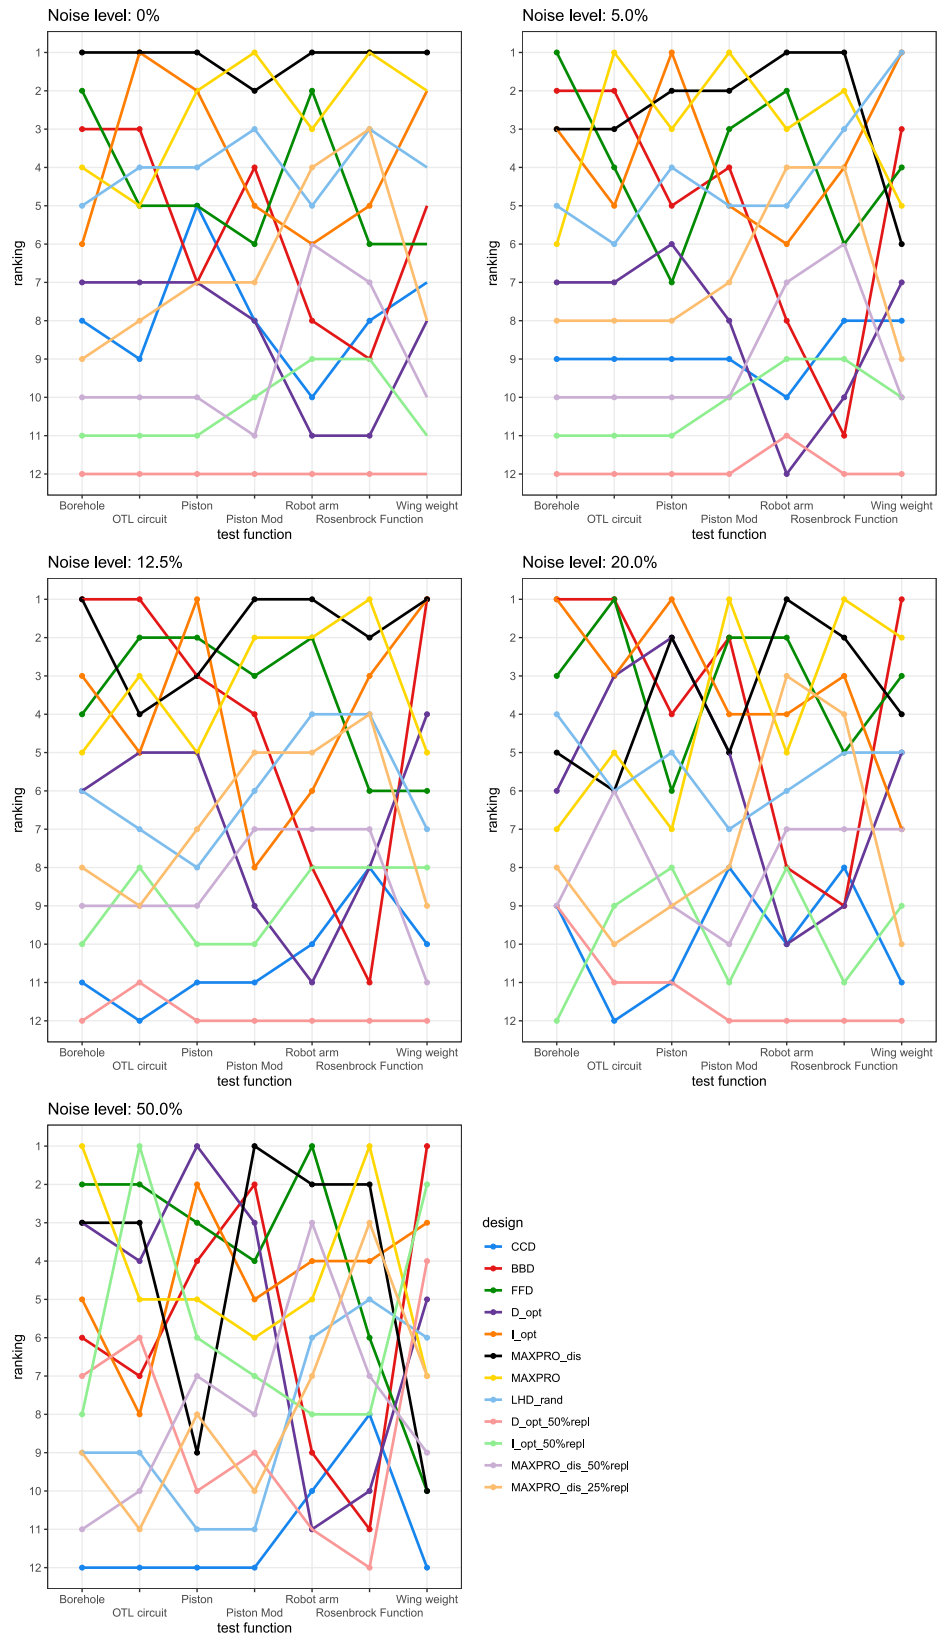 Noise level: 0%
ranking
1
2
3
4
5
6
7
8
9
10
11
12
Borehole
OTL circuit
Piston
Piston Mod
Robot arm
Rosenbrock Function
Wing weight
test function
Noise level: 5.0%
ranking
1
2
3
4
5
6
7
8
9
10
11
12
Borehole
OTL circuit
Piston
Piston Mod
Robot arm
Rosenbrock Function
Wing weight
test function
Noise level: 12.5%
ranking
1
2
3
4
5
6
7
8
9
10
11
12
Borehole
OTL circuit
Piston
Piston Mod
Robot arm
Rosenbrock Function
Wing weight
test function
Noise level: 20.0%
ranking
1
2
3
4
5
6
7
8
9
10
11
12
Borehole
OTL circuit
Piston
Piston Mod
Robot arm
Rosenbrock Function
Wing weight
test function
Noise level: 50.0%
ranking
1
2
3
4
5
6
7
8
9
10
11
12
Borehole
OTL circuit
Piston
Piston Mod
Robot arm
Rosenbrock Function
Wing weight
test function
design
CCD
BBD
FFD
D_opt
I_opt
MAXPRO_dis
MAXPRO
LHD_rand
D_opt_50%repl
I_opt_50%repl
MAXPRO_dis_50%repl
MAXPRO_dis_25%repl